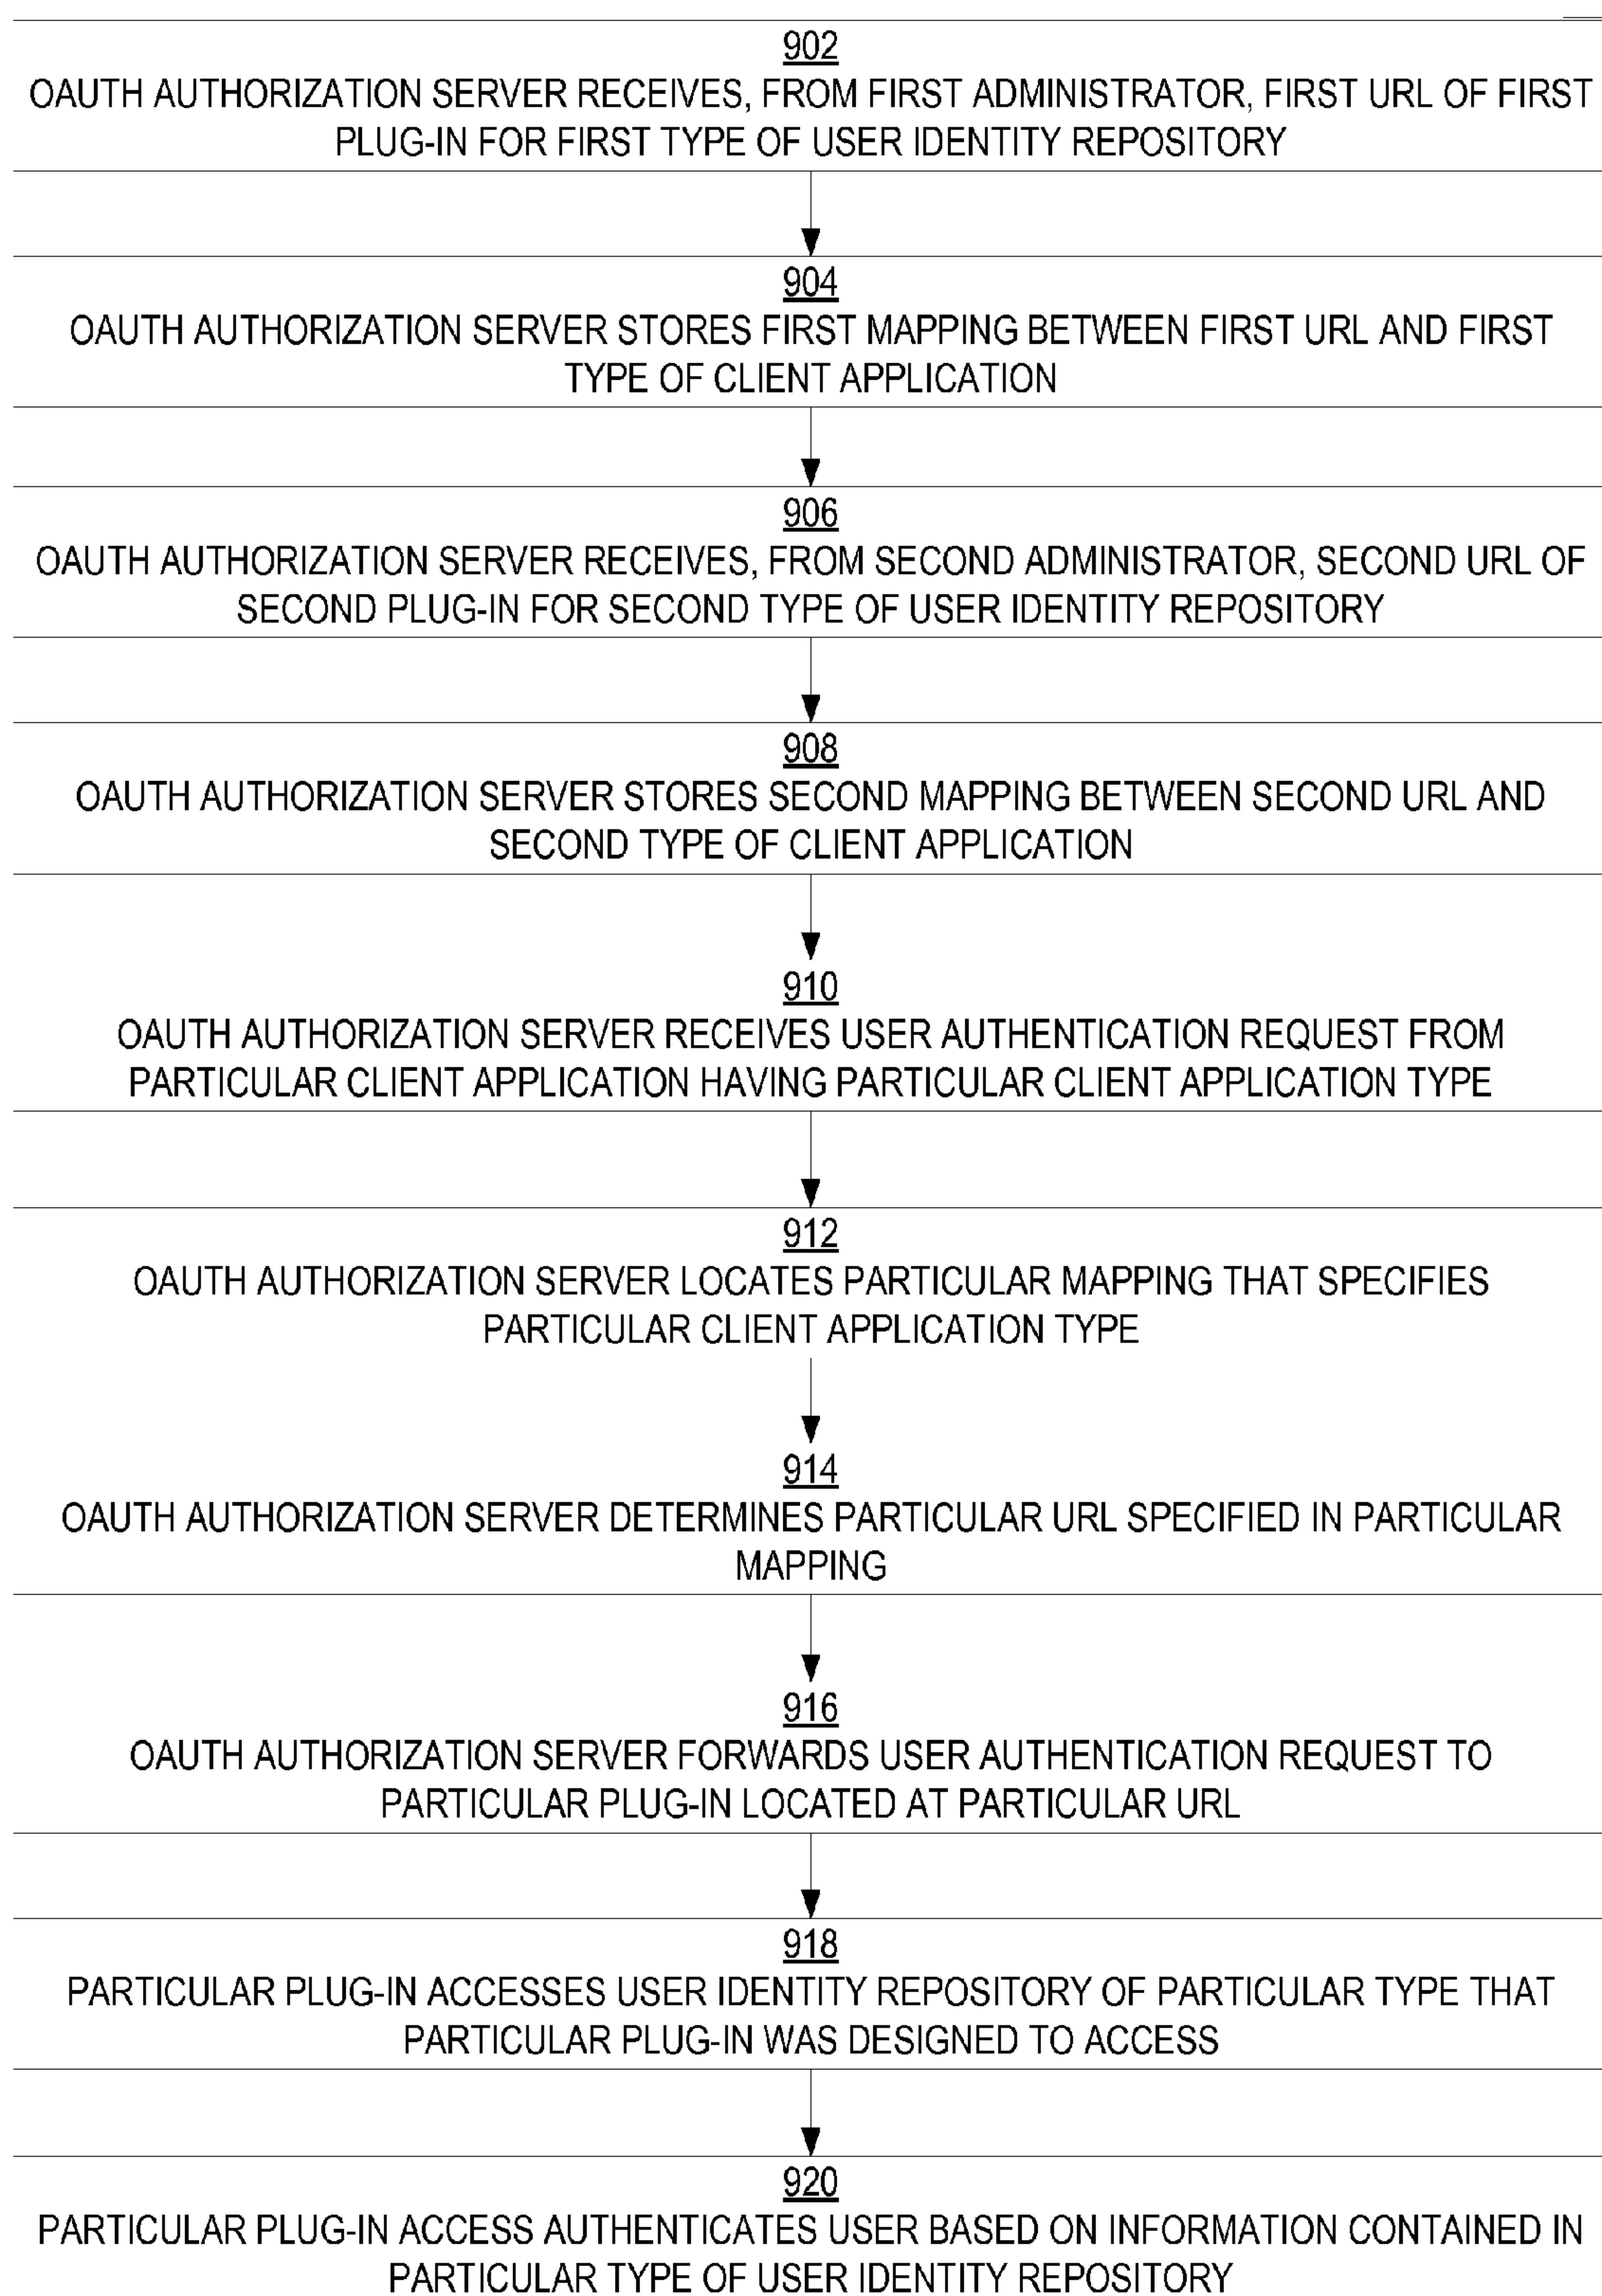 902
OAUTH AUTHORIZATION SERVER RECEIVES, FROM FIRST ADMINISTRATOR, FIRST URL OF FIRST
PLUG-IN FOR FIRST TYPE OF USER IDENTITY REPOSITORY
904
OAUTH AUTHORIZATION SERVER STORES FIRST MAPPING BETWEEN FIRST URL AND FIRST
TYPE OF CLIENT APPLICATION
906
OAUTH AUTHORIZATION SERVER RECEIVES, FROM SECOND ADMINISTRATOR, SECOND URL OF
SECOND PLUG-IN FOR SECOND TYPE OF USER IDENTITY REPOSITORY
908
OAUTH AUTHORIZATION SERVER STORES SECOND MAPPING BETWEEN SECOND URL AND
SECOND TYPE OF CLIENT APPLICATION
910
OAUTH AUTHORIZATION SERVER RECEIVES USER AUTHENTICATION REQUEST FROM
PARTICULAR CLIENT APPLICATION HAVING PARTICULAR CLIENT APPLICATION TYPE
912
OAUTH AUTHORIZATION SERVER LOCATES PARTICULAR MAPPING THAT SPECIFIES
PARTICULAR CLIENT APPLICATION TYPE
914
OAUTH AUTHORIZATION SERVER DETERMINES PARTICULAR URL SPECIFIED IN PARTICULAR
MAPPING
916
OAUTH AUTHORIZATION SERVER FORWARDS USER AUTHENTICATION REQUEST TO
PARTICULAR PLUG-IN LOCATED AT PARTICULAR URL
918
PARTICULAR PLUG-IN ACCESSES USER IDENTITY REPOSITORY OF PARTICULAR TYPE THAT
PARTICULAR PLUG-IN WAS DESIGNED TO ACCESS
920
PARTICULAR PLUG-IN ACCESS AUTHENTICATES USER BASED ON INFORMATION CONTAINED IN
PARTICULAR TYPE OF USER IDENTITY REPOSITORY